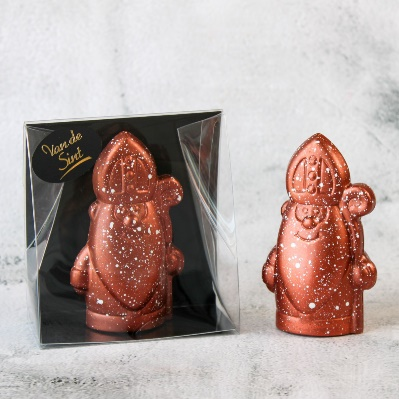 Van de
Sint